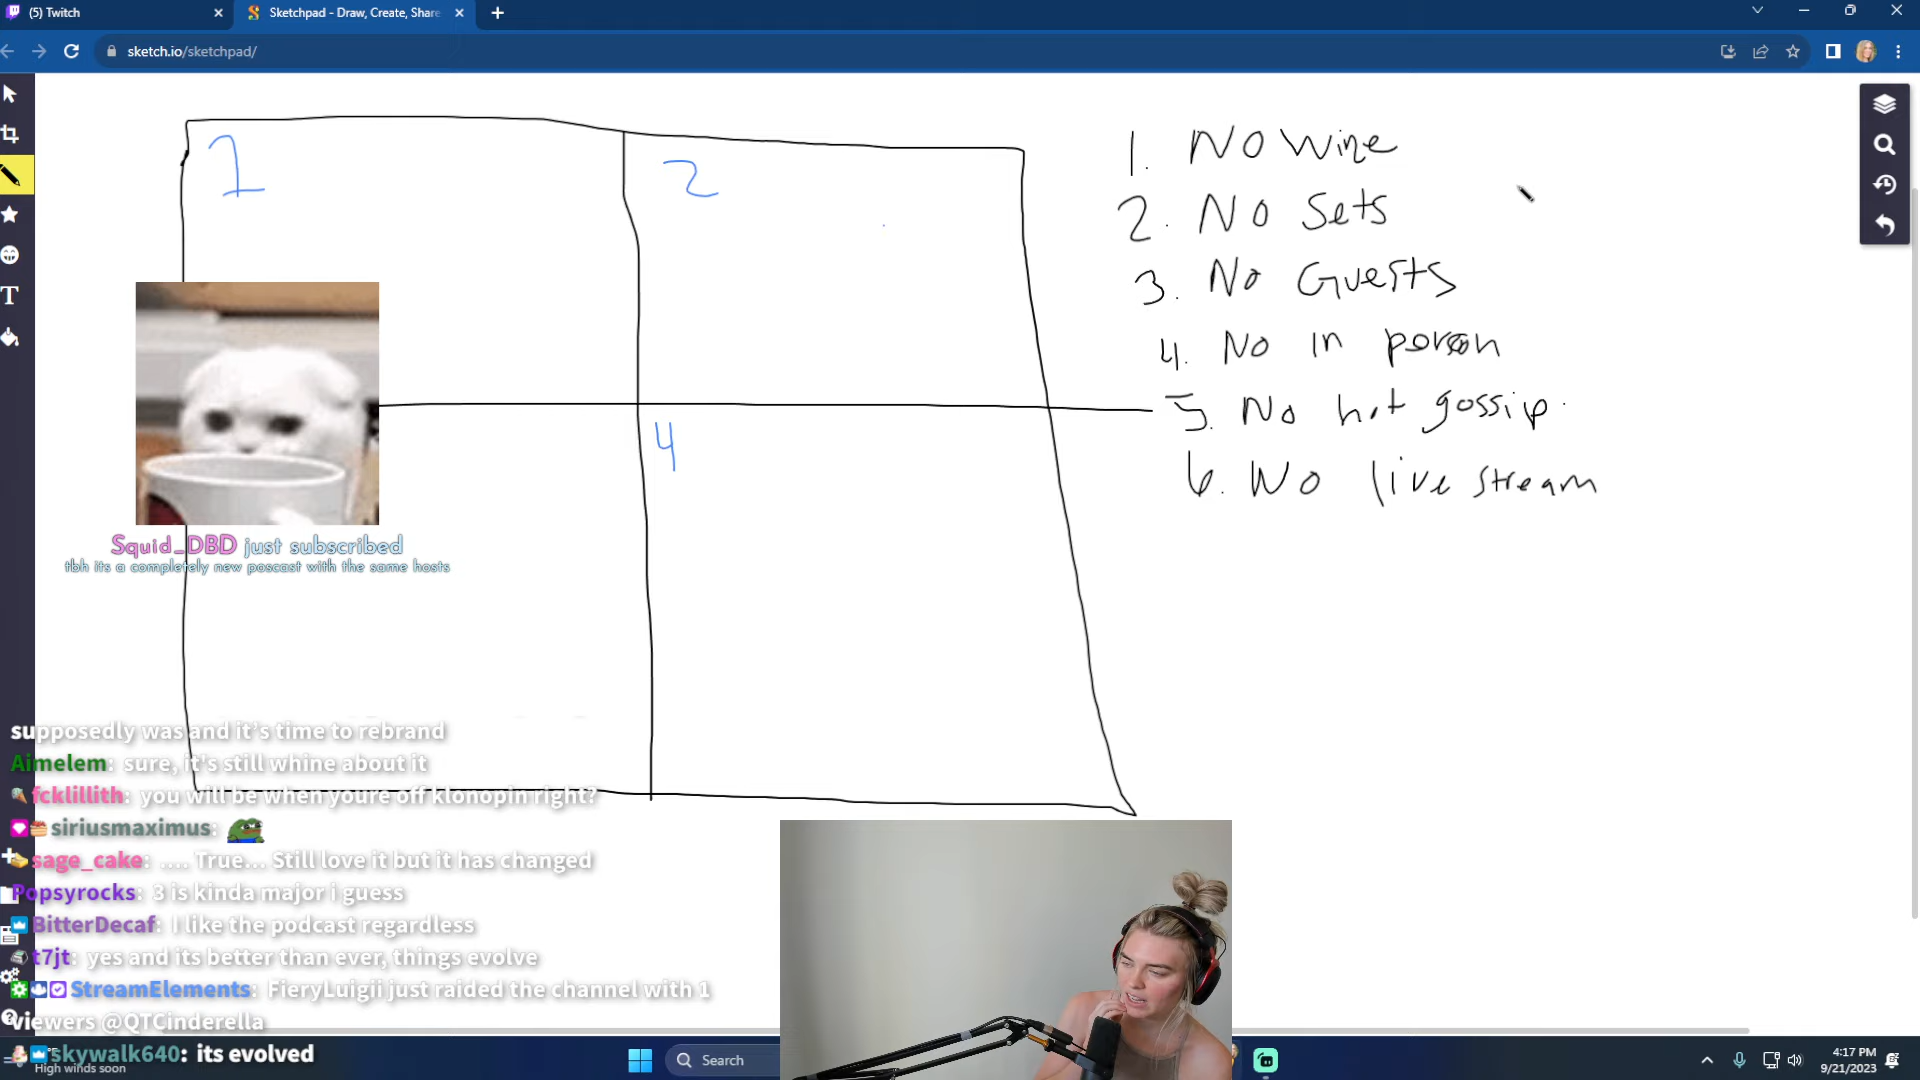 (5) Twitch
Sketchpad - Draw, Create, Share
sketch.io/sketchpad/
1
2
4
1. No Wine
2. No Sets
3. No Guests
4. No in person
5. No hot gossip
6. No live stream
Squid_DBD just subscribed
tbh its a completely new poscast with the same hosts
supposedly was and it's time to rebrand
Aimelem: sure, it's still whine about it
fcklillith: you will be when youre off klonopin right?
siriusmaximus:
sage_cake: .... True... Still love it but it has changed
Popsyrocks: 3 is kinda major i guess
BitterDecaf: I like the podcast regardless
t7jt: yes and its better than ever, things evolve
StreamElements: FieryLuigii just raided the channel with 1
viewers @QTCinderella
skywalk640: its evolved
High winds soon
Search
4:17 PM
9/21/2023